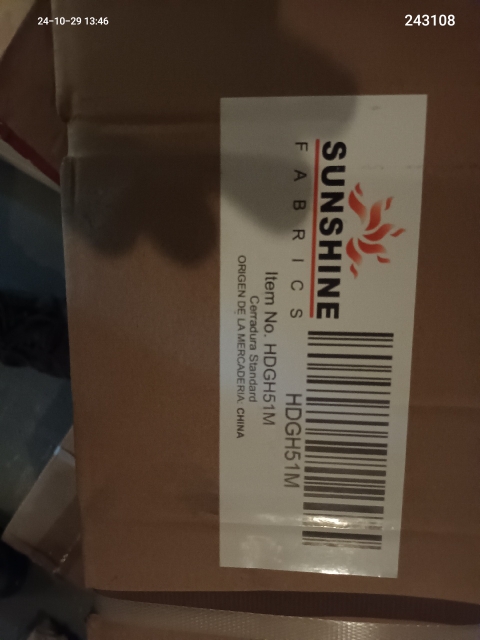 24-10-29 13:46
243108
SUNSHINE
FABRICS
HDGH51M
Item No. HDGH51M
Cerradura Standard
ORIGEN DE LA MERCADERIA: CHINA